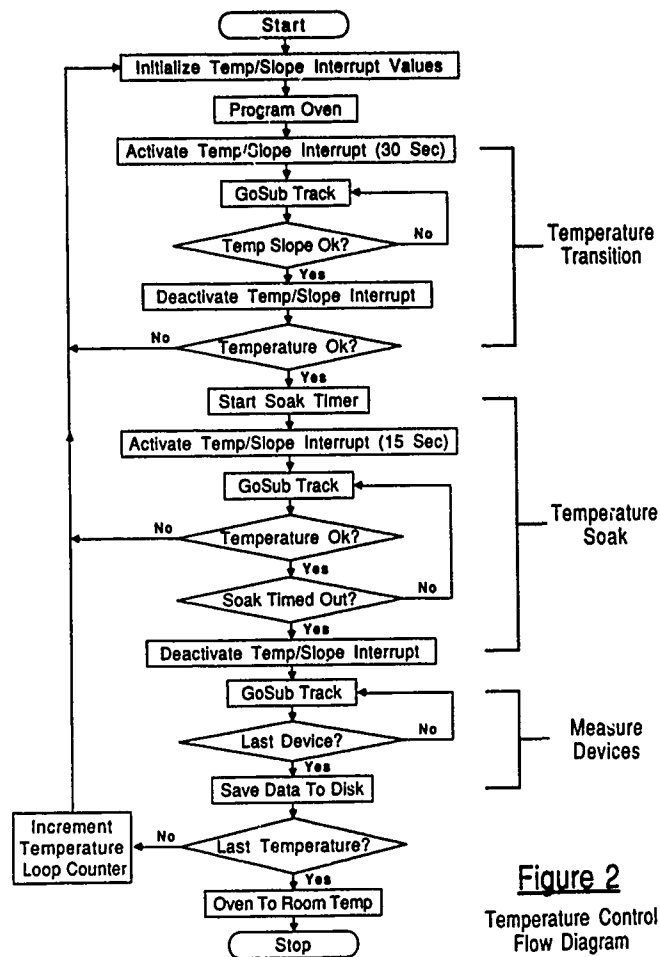 Start
Initialize Temp/Slope Interrupt Values
Program Oven
Activate Temp/Slope Interrupt (30 Sec)
GoSub Track
No
Temp Slope Ok?
Yes
Deactivate Temp/Slope Interrupt
No
Temperature Ok?
Yes
Temperature
Transition
Start Soak Timer
Activate Temp/Slope Interrupt (15 Sec)
GoSub Track
No
Temperature Ok?
Yes
Soak Timed Out?
No
Yes
Deactivate Temp/Slope Interrupt
Temperature
Soak
GoSub Track
Last Device?
No
Yes
Measure
Devices
Save Data To Disk
Increment
Temperature
Loop Counter
No
Last Temperature?
Yes
Oven To Room Temp
Stop
Figure 2
Temperature Control
Flow Diagram